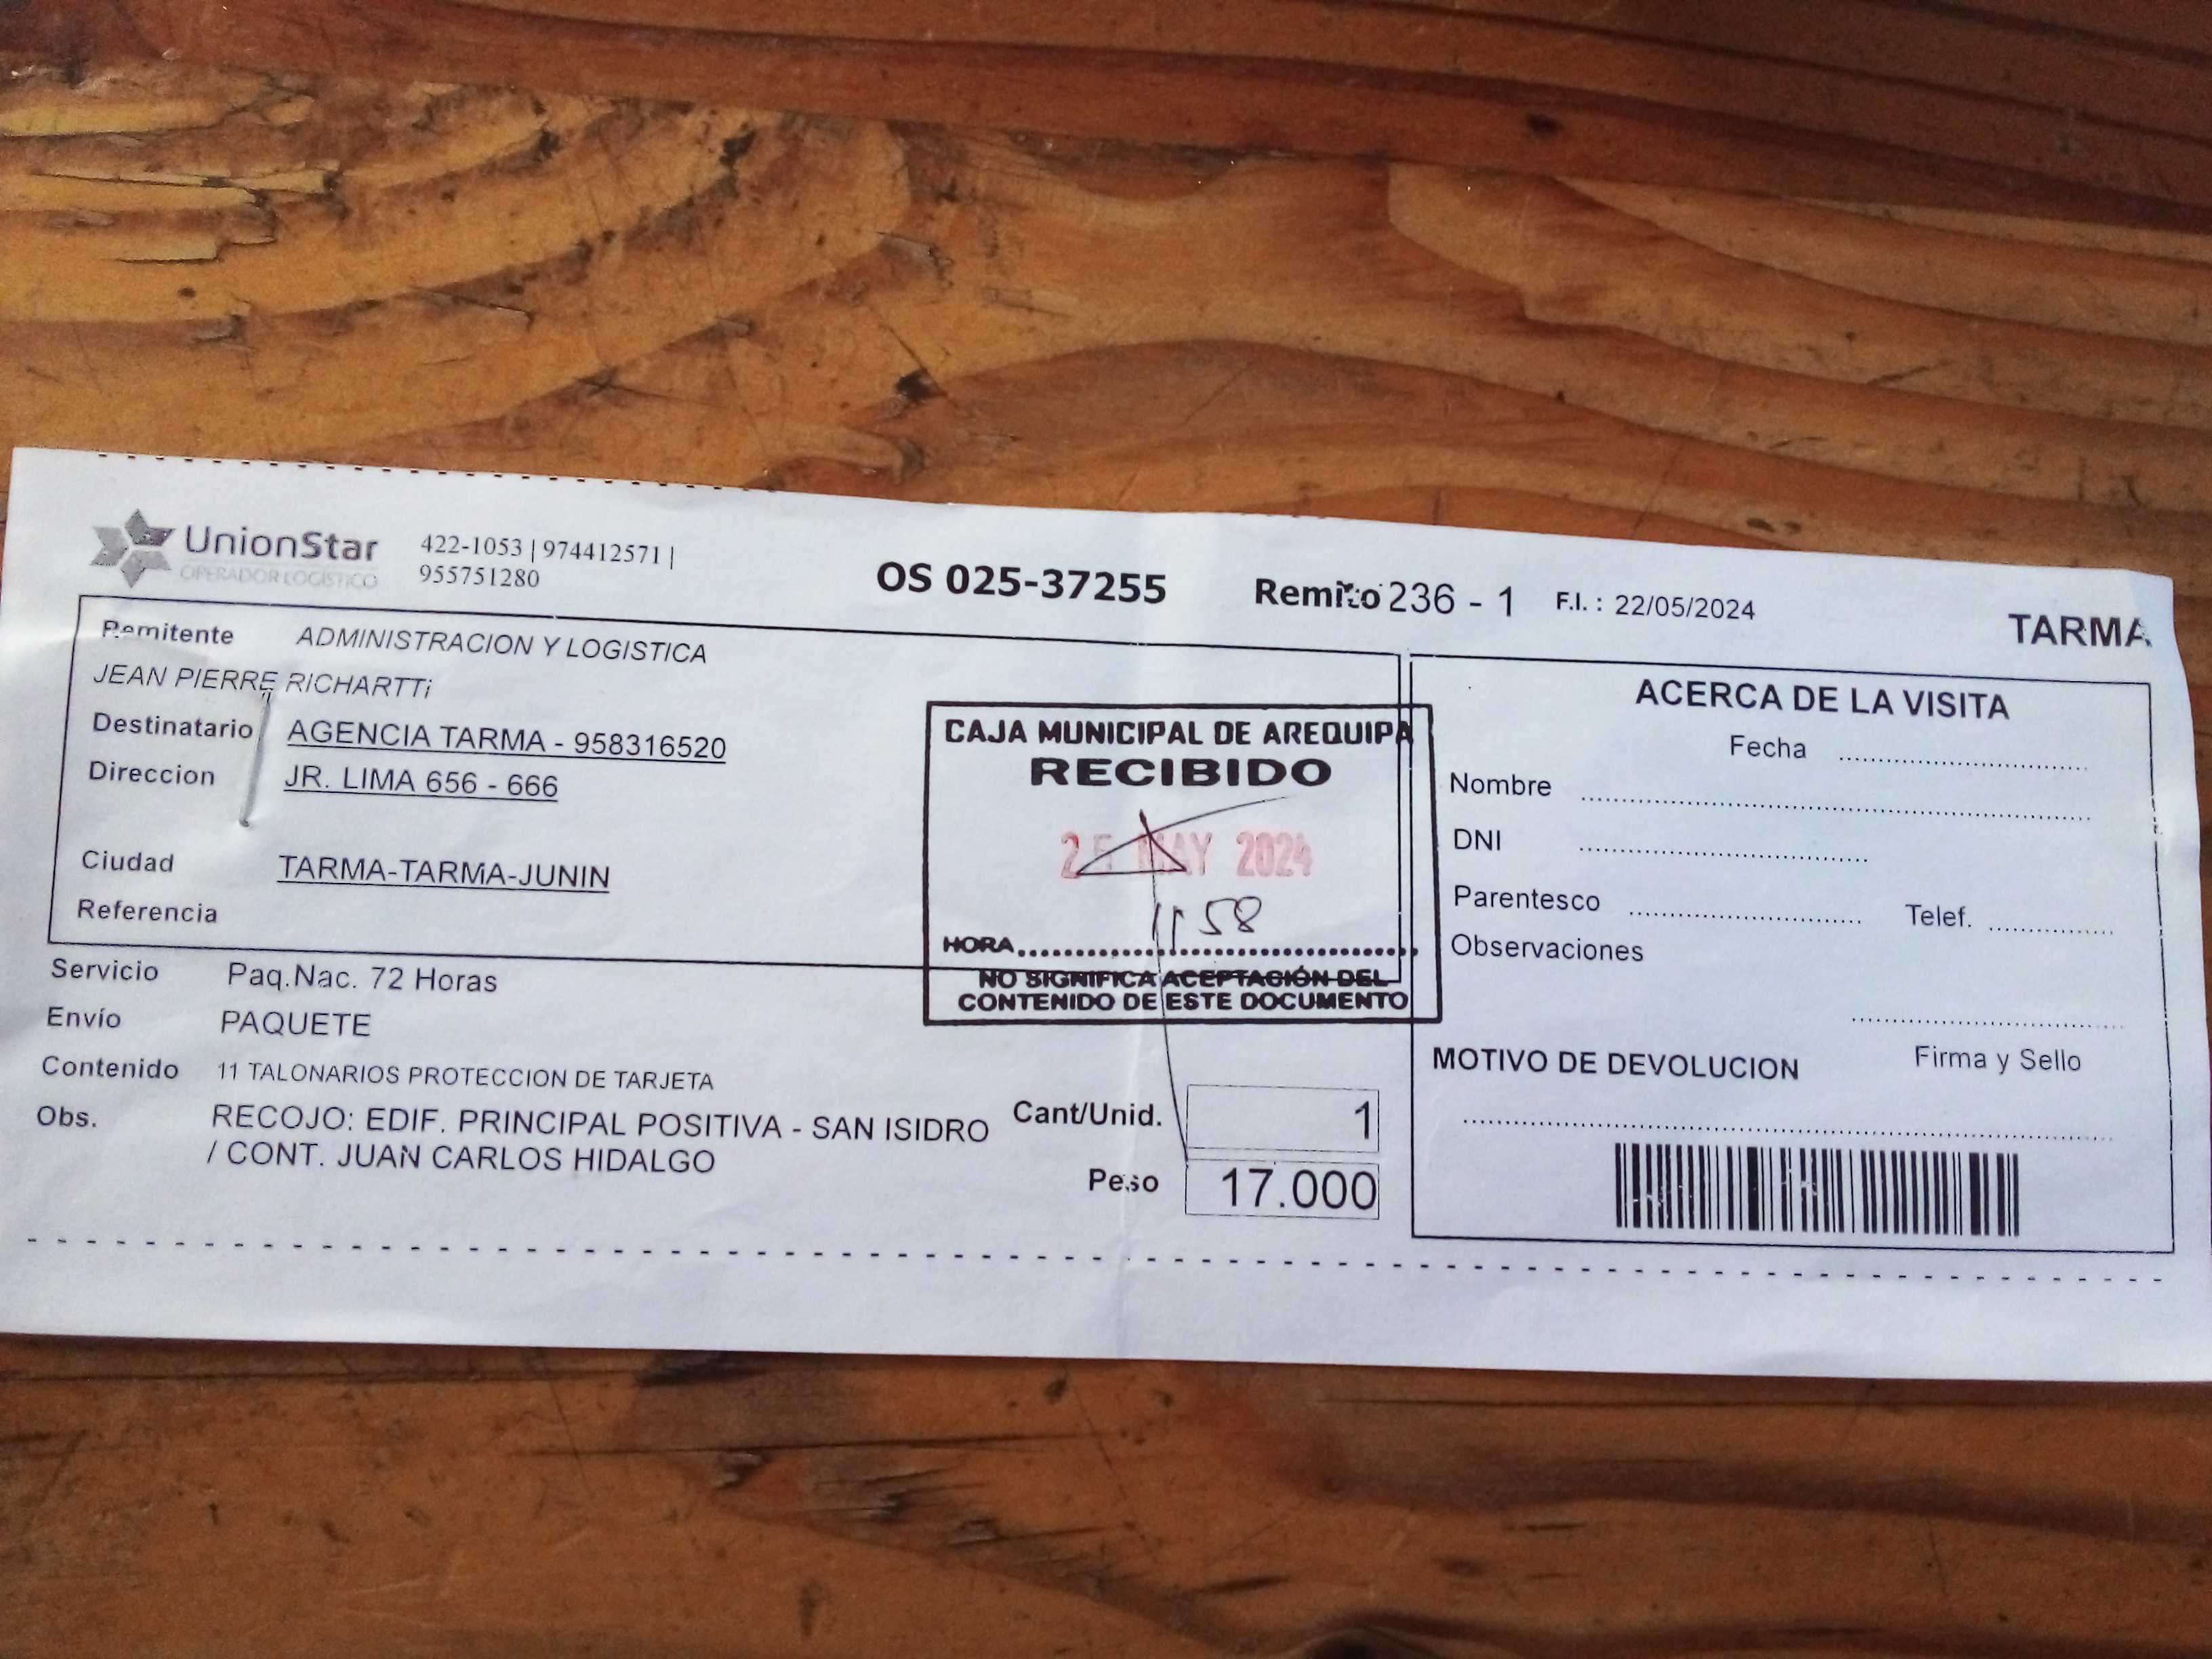 UnionStar
OPERADOR LOGÍSTICO
422-1053 | 974412571 |
955751280
OS 025-37255
Remito 236 - 1
F.I. : 22/05/2024
TARMA
Remitente ADMINISTRACION Y LOGISTICA
JEAN PIERRE RICHARTTi
Destinatario AGENCIA TARMA - 958316520
Direccion JR. LIMA 656 - 666
Ciudad TARMA-TARMA-JUNIN
Referencia
CAJA MUNICIPAL DE AREQUIPA
RECIBIDO
MAY 2024
HORA 11 58
NO SIGNIFICA ACEPTACIÓN DEL
CONTENIDO DE ESTE DOCUMENTO
Servicio Paq.Nac. 72 Horas
Envío PAQUETE
Contenido 11 TALONARIOS PROTECCION DE TARJETA
Obs. RECOJO: EDIF. PRINCIPAL POSITIVA - SAN ISIDRO
/ CONT. JUAN CARLOS HIDALGO
Cant/Unid. 1
Peso 17.000
ACERCA DE LA VISITA
Fecha
Nombre
DNI
Parentesco Telef.
Observaciones
Firma y Sello
MOTIVO DE DEVOLUCION